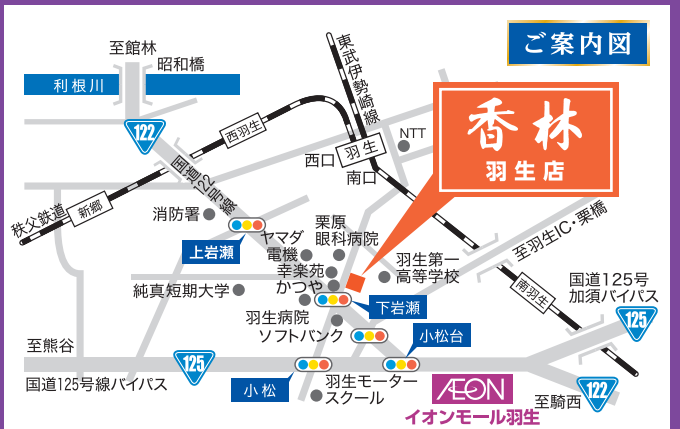 ご案内図
至館林
昭和橋
利根川
122
東武伊勢崎線
西羽生
国道122号線
羽生
西口
南口
NTT
香林
羽生店
秩父鉄道
新郷
消防署
上岩瀬
ヤマダ
電機
栗原
眼科病院
幸楽苑
かつや
羽生第一
高等学校
至羽生IC・栗橋
南羽生
国道125号
加須バイパス
125
純真短期大学
下岩瀬
羽生病院
ソフトバンク
小松台
至熊谷
125
国道125号線バイパス
小松
羽生モーター
スクール
ÆON
イオンモール羽生
至騎西
122